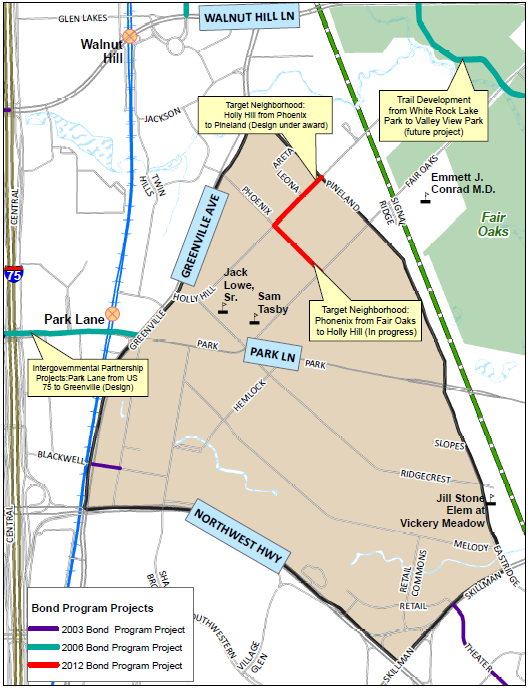 GLEN LAKES
WALNUT HILL LN
Walnut
Hill
JACKSON
Target Neighborhood:
Holly Hill from Phoenix
to Pineland (Design under award)
Trail Development
from White Rock Lake
Park to Valley View Park
(future project)
ARETA
LEONA
PINELAND
FAIR OAKS
Emmett J.
Conrad M.D.
TWIN
HILLS
PHOENIX
SIGNAL
RIDGE
Fair
Oaks
CENTRAL
GREENVILLE AVE
75
Jack
Lowe,
Sr.
Sam
Tasby
HOLLY HILL
Target Neighborhood:
Phonenix from Fair Oaks
to Holly Hill (In progress)
Park Lane
GREENVILLE
PARK
PARK LN
PARK
Intergovernmental Partnership
Projects:Park Lane from US
75 to Greenville (Design)
HEMLOCK
BLACKWELL
SLOPES
RIDGECREST
Jill Stone
Elem at
Vickery Meadow
CENTRAL
NORTHWEST HWY
MELODY
EASTRIDGE
RETAIL
COMMONS
SKILLMAN
RETAIL
SHA
BRO
OUTHWESTERN
VILLAGE
GLEN
SKILLMAN
THEATER
Bond Program Projects
2003 Bond Program Project
2006 Bond Program Project
2012 Bond Program Project